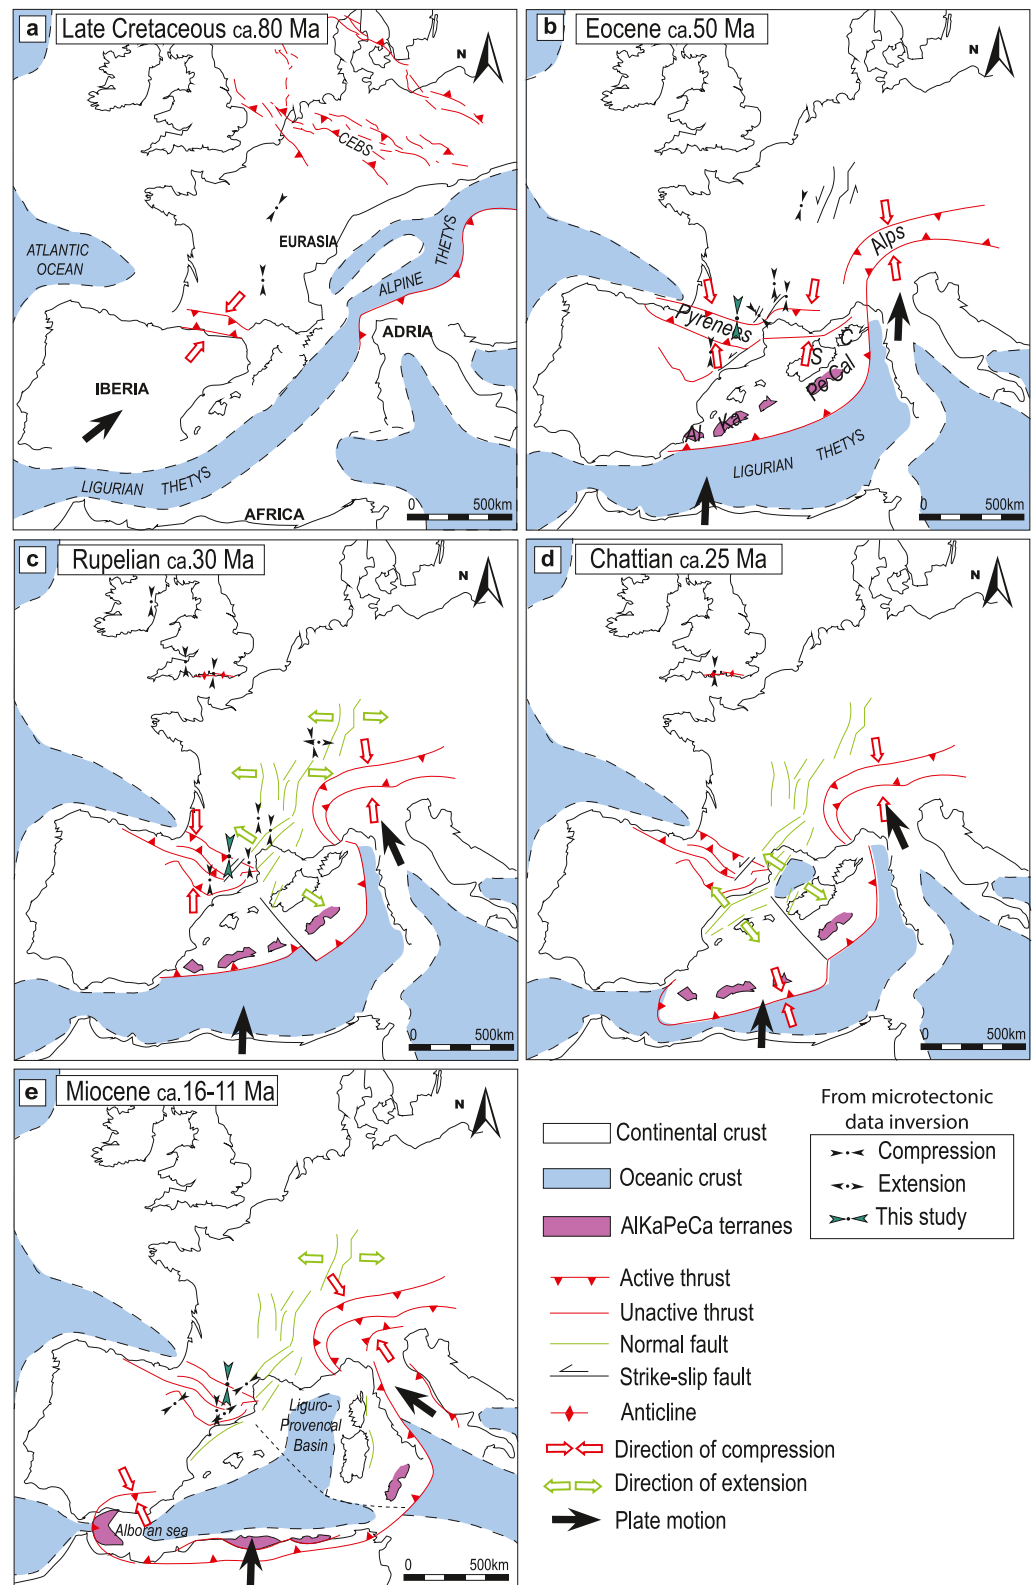 a Late Cretaceous ca.80 Ma
N
CEBS
EURASIA
ATLANTIC
OCEAN
ALPINE THETYS
ADRIA
IBERIA
LIGURIAN THETYS
AFRICA
0 500km
b Eocene ca.50 Ma
N
Alps
Pyrenees
S C
Pe Cal
Al Ka
LIGURIAN THETYS
0 500km
c Rupelian ca.30 Ma
N
0 500km
d Chattian ca.25 Ma
N
0 500km
e Miocene ca.16-11 Ma
N
Liguro-
Provencal
Basin
Alboran sea
0 500km
Continental crust
Oceanic crust
AlKaPeCa terranes
Active thrust
Unactive thrust
Normal fault
Strike-slip fault
Anticline
Direction of compression
Direction of extension
Plate motion
From microtectonic
data inversion
Compression
Extension
This study